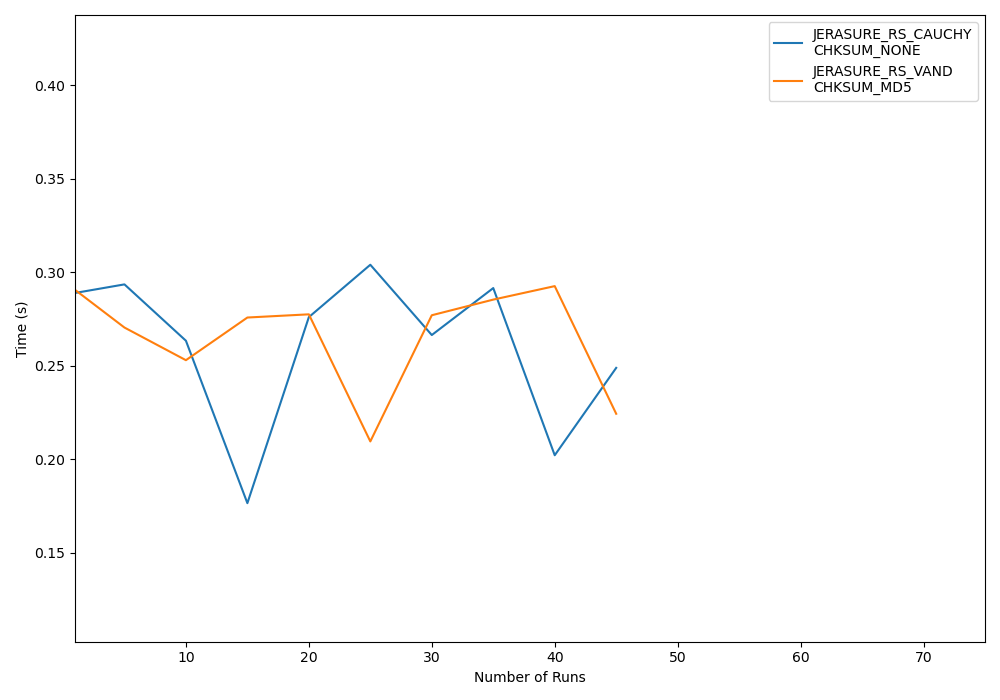 JERASURE_RS_CAUCHY
CHKSUM_NONE
JERASURE_RS_VAND
CHKSUM_MD5
0.40
0.35
0.30
0.25
0.20
0.15
Time (s)
10 20 30 40 50 60 70
Number of Runs